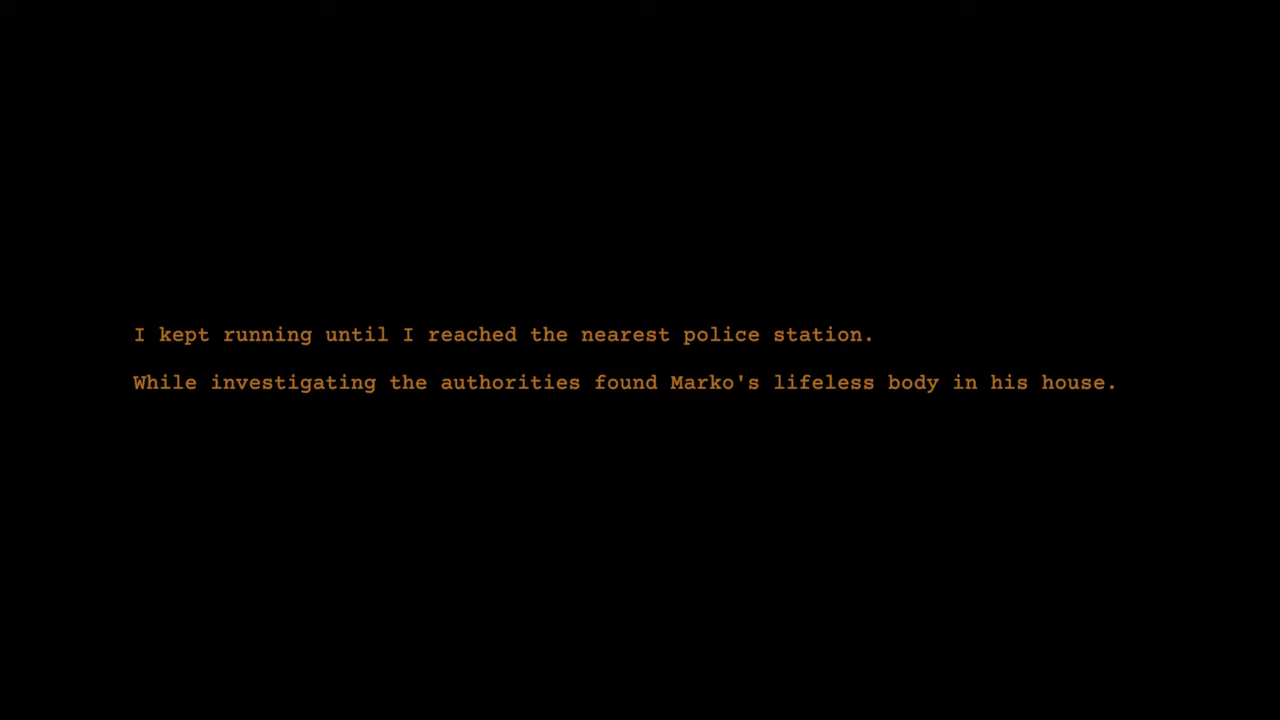 I kept running until I reached the nearest police station.
While investigating the authorities found Marko's lifeless body in his house.